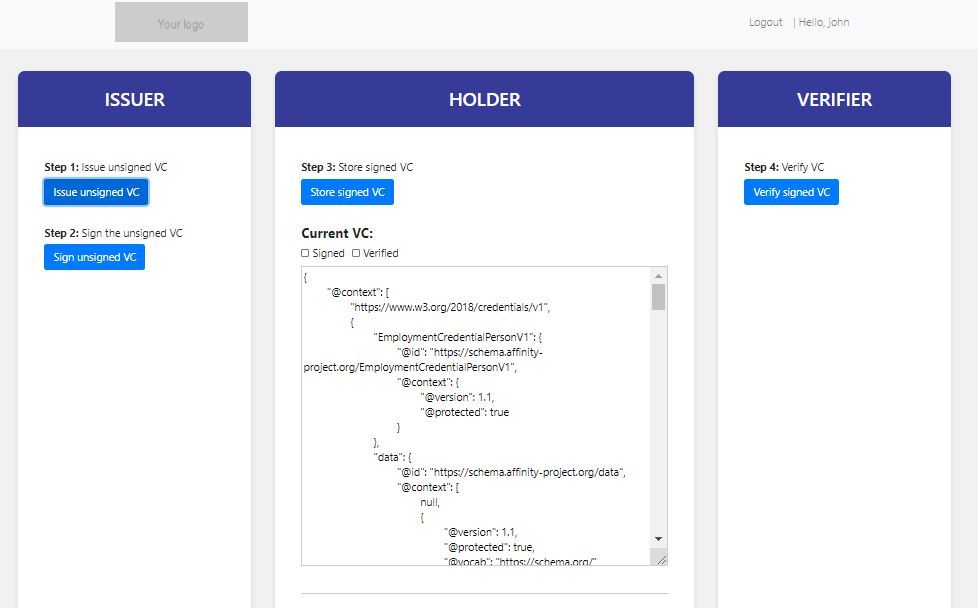 Your logo
Logout | Hello, john
ISSUER
Step 1: Issue unsigned VC
Issue unsigned VC
Step 2: Sign the unsigned VC
Sign unsigned VC
HOLDER
Step 3: Store signed VC
Store signed VC
Current VC:
Signed Verified
{
"@context": [
"https://www.w3.org/2018/credentials/v1",
{
"EmploymentCredentialPersonV1": {
"@id": "https://schema.affinity-
project.org/EmploymentCredentialPersonV1",
"@context": {
"@version": 1.1,
"@protected": true
}
},
"data": {
"@id": "https://schema.affinity-project.org/data",
"@context": [
null,
{
"@version": 1.1,
"@protected": true,
"@vocab": "https://schema.org/"
VERIFIER
Step 4: Verify VC
Verify signed VC